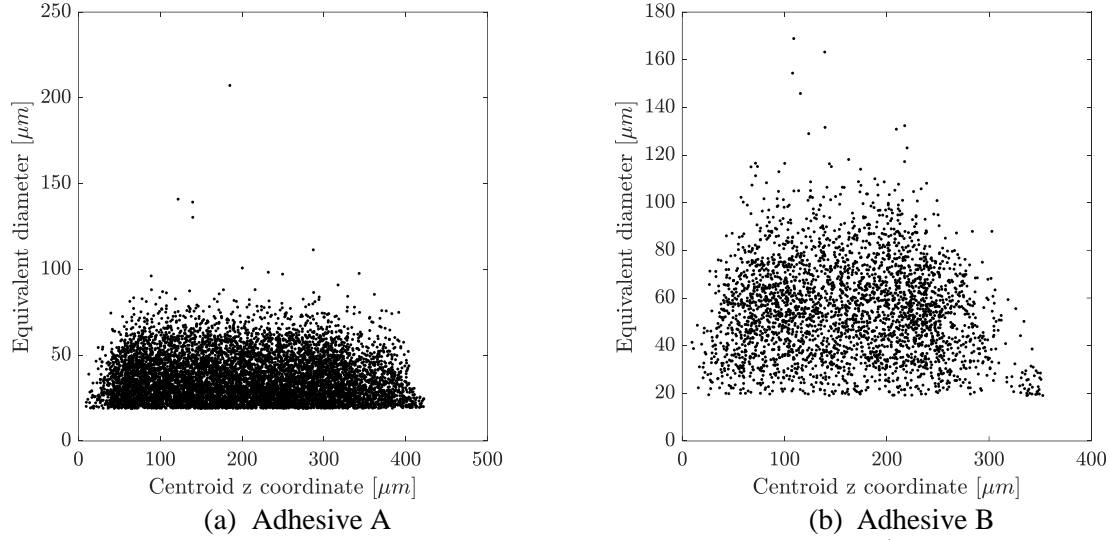 250
200
150
100
50
0
Equivalent diameter [μm]
0 100 200 300 400 500
Centroid z coordinate [μm]
(a) Adhesive A
180
160
140
120
100
80
60
40
20
0
Equivalent diameter [μm]
0 100 200 300 400
Centroid z coordinate [μm]
(b) Adhesive B